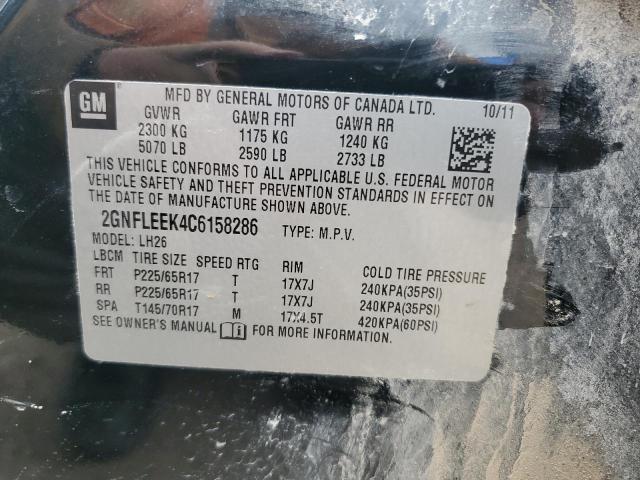 GM
MFD BY GENERAL MOTORS OF CANADA LTD.
10/11
GVWR GAWR FRT GAWR RR
2300 KG 1175 KG 1240 KG
5070 LB 2590 LB 2733 LB
THIS VEHICLE CONFORMS TO ALL APPLICABLE U.S. FEDERAL MOTOR
VEHICLE SAFETY AND THEFT PREVENTION STANDARDS IN EFFECT ON
THE DATE OF MANUFACTURE SHOWN ABOVE.
2GNFLEEK4C6158286 TYPE: M.P.V.
MODEL: LH26
LBCM TIRE SIZE SPEED RTG RIM COLD TIRE PRESSURE
FRT P225/65R17 T 17X7J 240KPA(35PSI)
RR P225/65R17 T 17X7J 240KPA(35PSI)
SPA T145/70R17 M 17X4.5T 420KPA(60PSI)
SEE OWNER'S MANUAL FOR MORE INFORMATION.